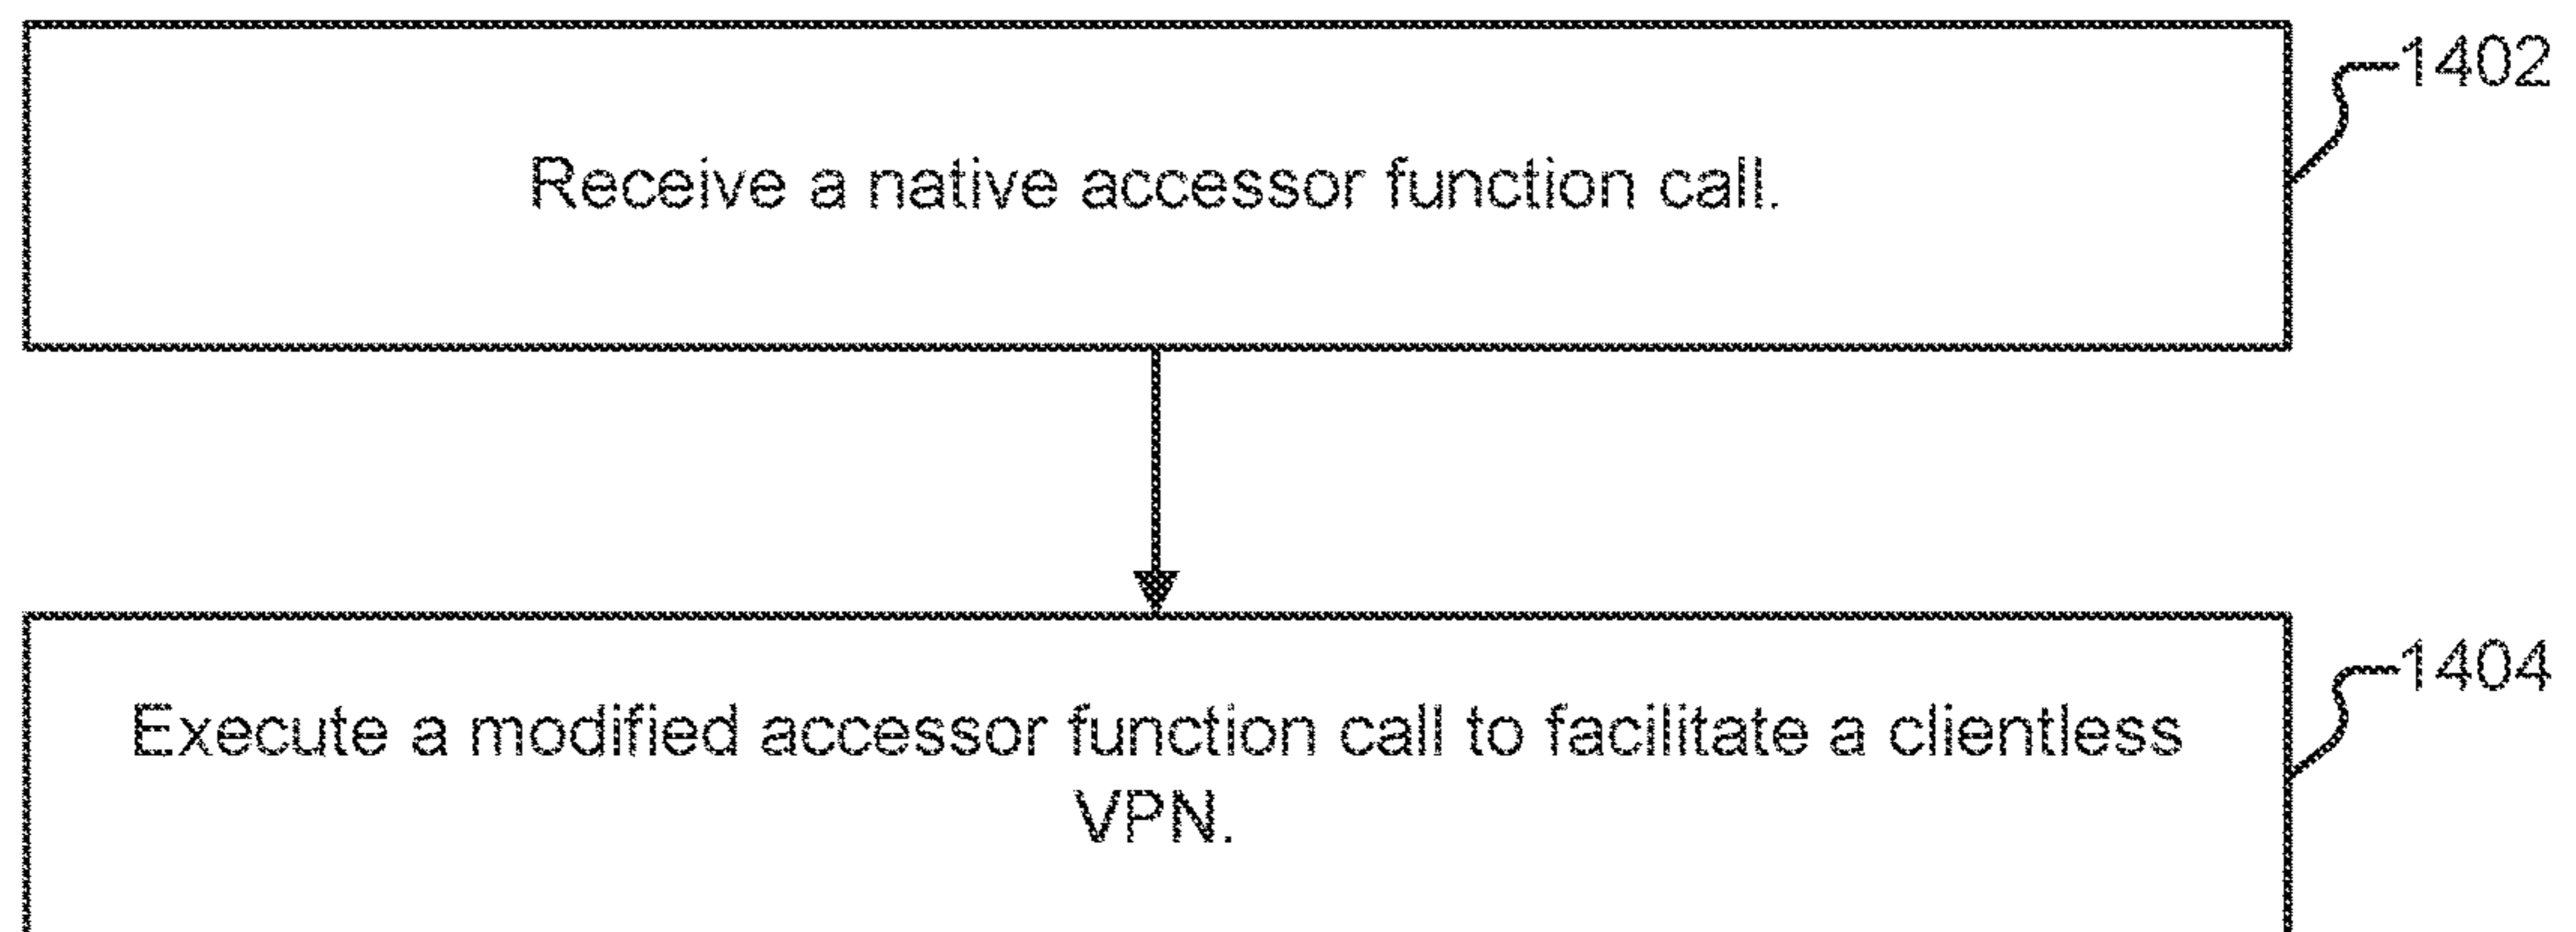 1402
Receive a native accessor function call.
1404
Execute a modified accessor function call to facilitate a clientless
VPN.